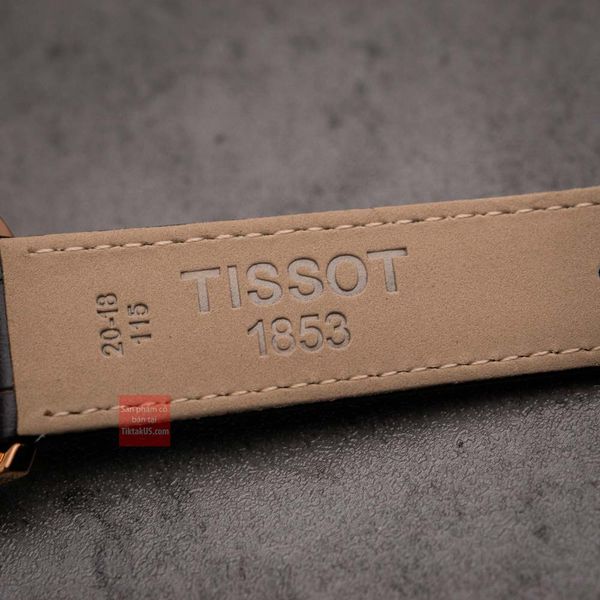 TISSOT
1853
20-18
115
Sản phẩm có
bán tại
TiktakUS.com